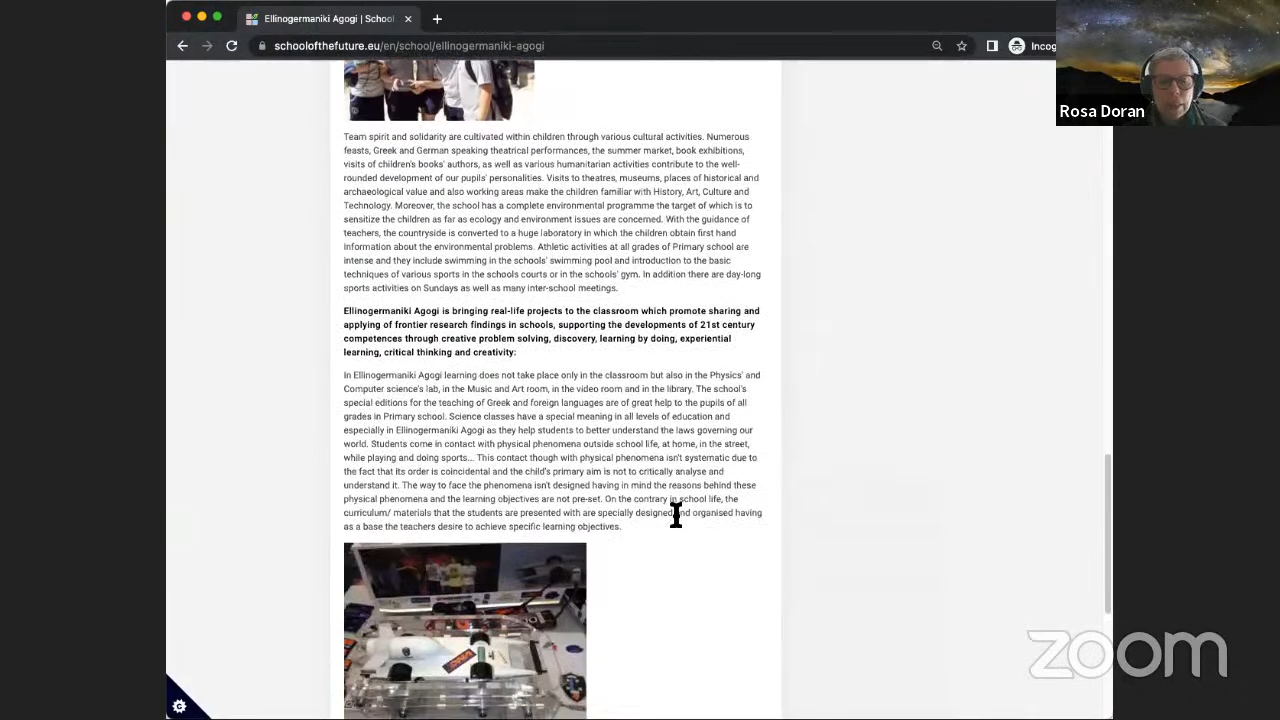 Ellinogermaniki Agogi | School
schoolofthefuture.eu/en/school/ellinogermaniki-agogi
Incog
Rosa Doran
Team spirit and solidarity are cultivated within children through various cultural activities. Numerous
feasts, Greek and German speaking theatrical performances, the summer market, book exhibitions,
visits of children's books' authors, as well as various humanitarian activities contribute to the well-
rounded development of our pupils' personalities. Visits to theatres, museums, places of historical and
archaeological value and also working areas make the children familiar with History, Art, Culture and
Technology. Moreover, the school has a complete environmental programme the target of which is to
sensitize the children as far as ecology and environment issues are concerned. With the guidance of
teachers, the countryside is converted to a huge laboratory in which the children obtain first hand
information about the environmental problems. Athletic activities at all grades of Primary school are
intense and they include swimming in the schools' swimming pool and introduction to the basic
techniques of various sports in the schools courts or in the schools' gym. In addition there are day-long
sports activities on Sundays as well as many inter-school meetings.
Ellinogermaniki Agogi is bringing real-life projects to the classroom which promote sharing and
applying of frontier research findings in schools, supporting the developments of 21st century
competences through creative problem solving, discovery, learning by doing, experiential
learning, critical thinking and creativity:
In Ellinogermaniki Agogi learning does not take place only in the classroom but also in the Physics' and
Computer science's lab, in the Music and Art room, in the video room and in the library. The school's
special editions for the teaching of Greek and foreign languages are of great help to the pupils of all
grades in Primary school. Science classes have a special meaning in all levels of education and
especially in Ellinogermaniki Agogi as they help students to better understand the laws governing our
world. Students come in contact with physical phenomena outside school life, at home, in the street,
while playing and doing sports... This contact though with physical phenomena isn't systematic due to
the fact that its order is coincidental and the child's primary aim is not to critically analyse and
understand it. The way to face the phenomena isn't designed having in mind the reasons behind these
physical phenomena and the learning objectives are not pre-set. On the contrary in school life, the
curriculum/ materials that the students are presented with are specially designed and organised having
as a base the teachers desire to achieve specific learning objectives.
zoom